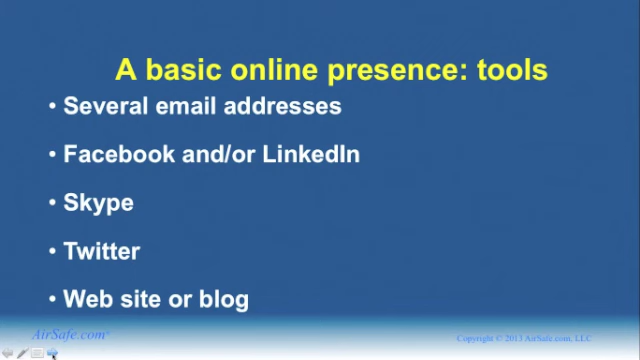 A basic online presence: tools
• Several email addresses
• Facebook and/or LinkedIn
• Skype
• Twitter
• Web site or blog
AirSafe.com®
Copyright © 2013 AirSafe.com, LLC